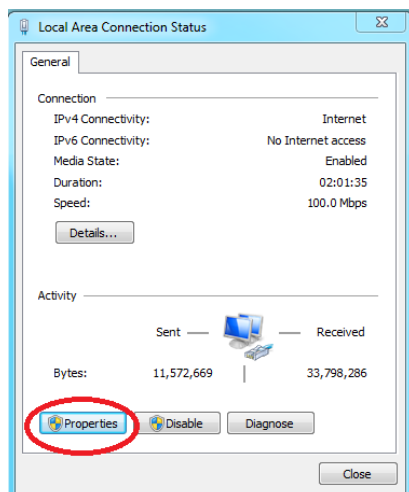 Local Area Connection Status
General
Connection
IPv4 Connectivity: Internet
IPv6 Connectivity: No Internet access
Media State: Enabled
Duration: 02:01:35
Speed: 100.0 Mbps
Details...
Activity
Sent Received
Bytes: 11,572,669 33,798,286
Properties Disable Diagnose
Close